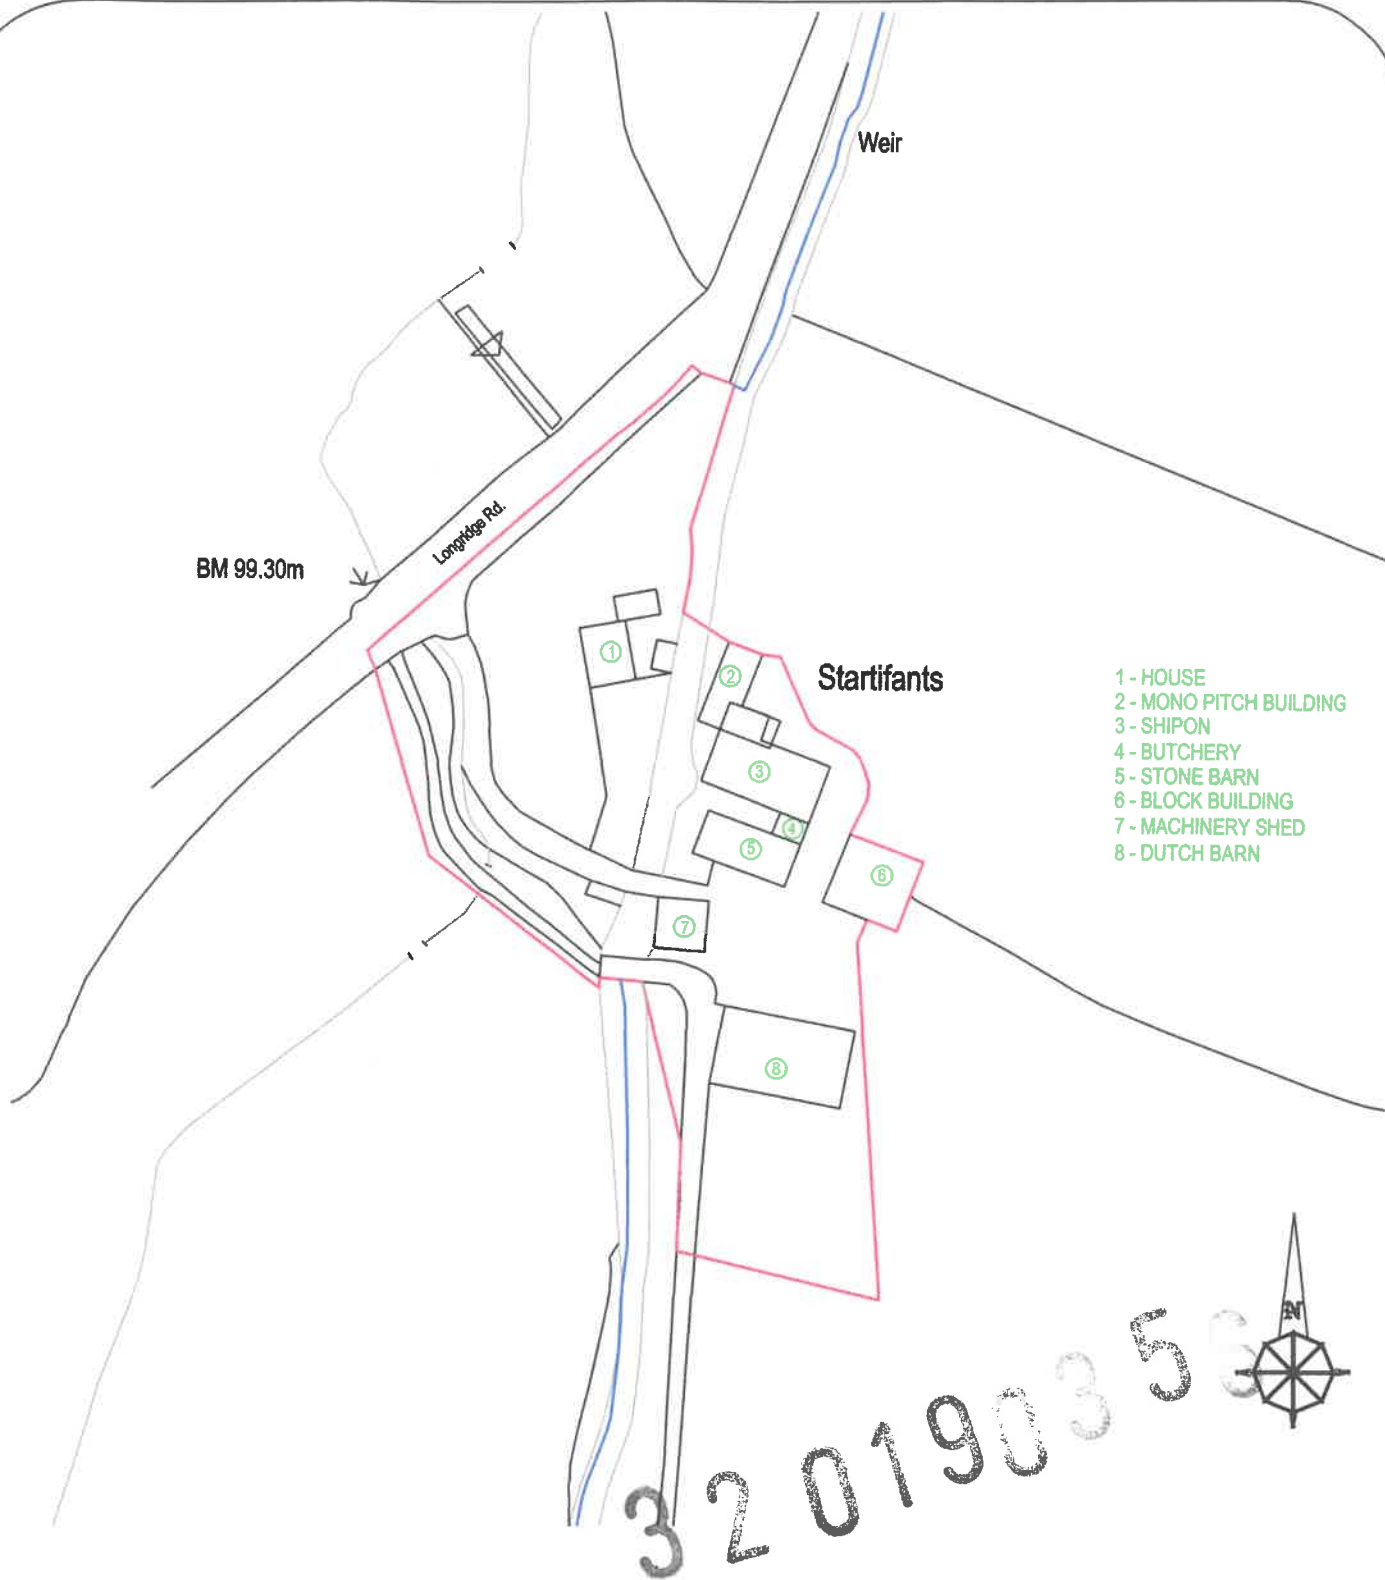 Weir
Longridge Rd.
BM 99.30m
Startifants
1 - HOUSE
2 - MONO PITCH BUILDING
3 - SHIPON
4 - BUTCHERY
5 - STONE BARN
6 - BLOCK BUILDING
7 - MACHINERY SHED
8 - DUTCH BARN
1
2
3
4
5
6
7
8
N
3 2 0 1 9 0 3 5